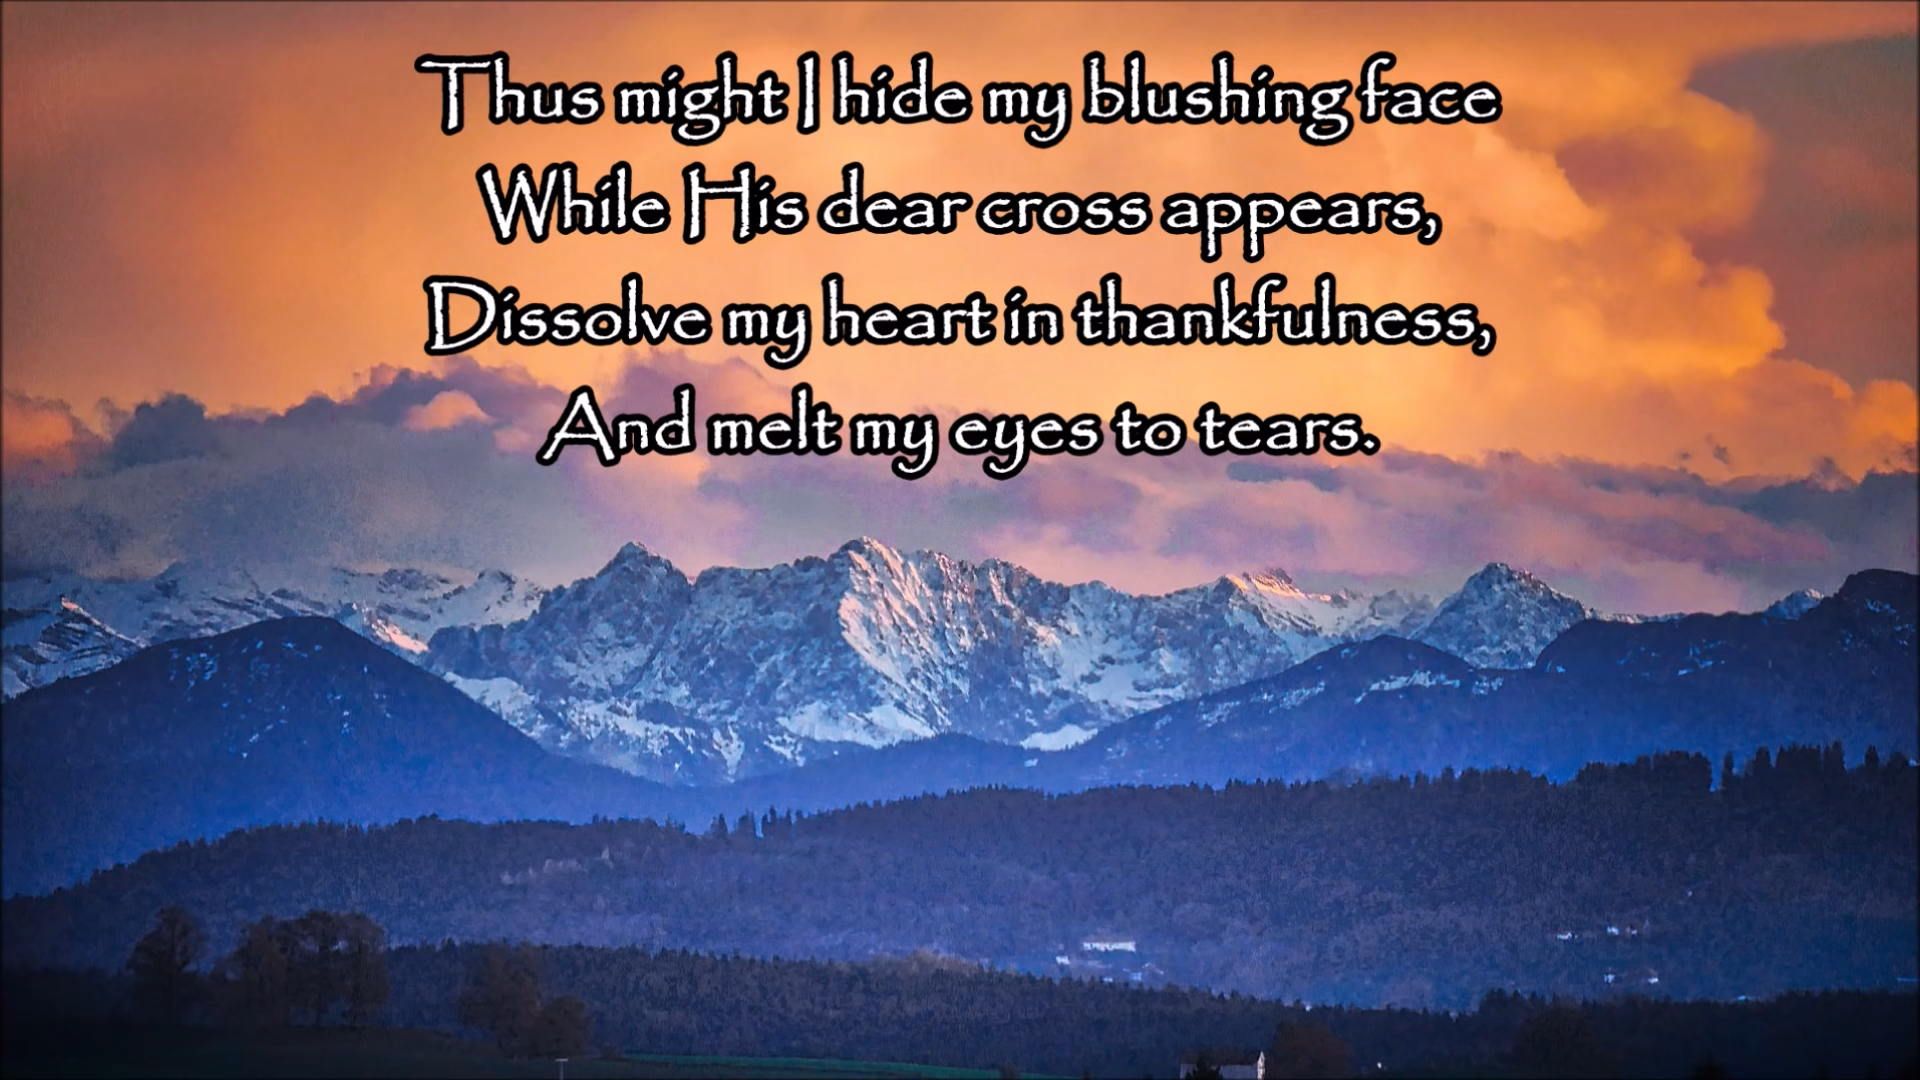 Thus might I hide my blushing face
While His dear cross appears,
Dissolve my heart in thankfulness,
And melt my eyes to tears.